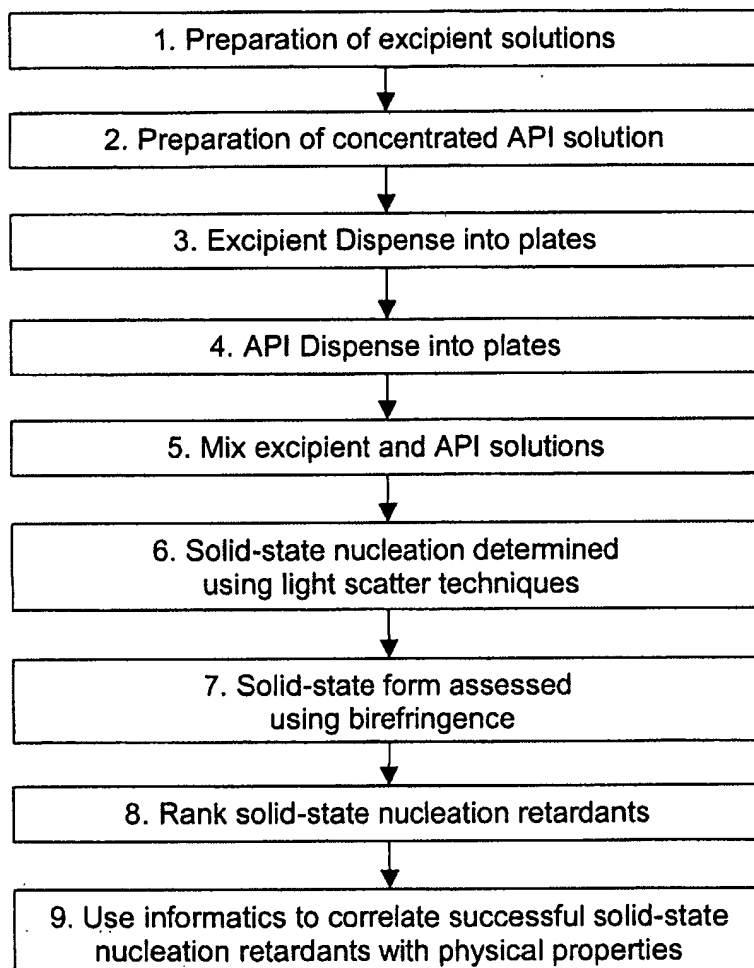 1. Preparation of excipient solutions
2. Preparation of concentrated API solution
3. Excipient Dispense into plates
4. API Dispense into plates
5. Mix excipient and API solutions
6. Solid-state nucleation determined
using light scatter techniques
7. Solid-state form assessed
using birefringence
8. Rank solid-state nucleation retardants
9. Use informatics to correlate successful solid-state
nucleation retardants with physical properties